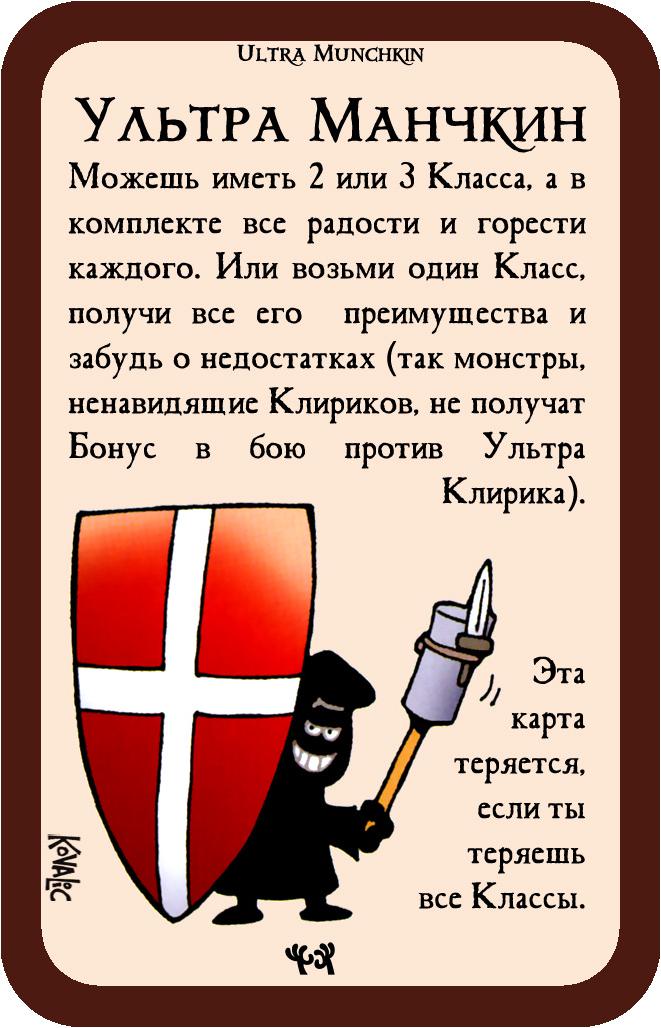 Ultra Munchkin
Ультра Манчкин
Можешь иметь 2 или 3 Класса, а в
комплекте все радости и горести
каждого. Или возьми один Класс,
получи все его преимущества и
забудь о недостатках (так монстры,
ненавидящие Клириков, не получат
Бонус в бою против Ультра
Клирика).
Эта
карта
теряется,
если ты
теряешь
все Классы.
KOVALIC